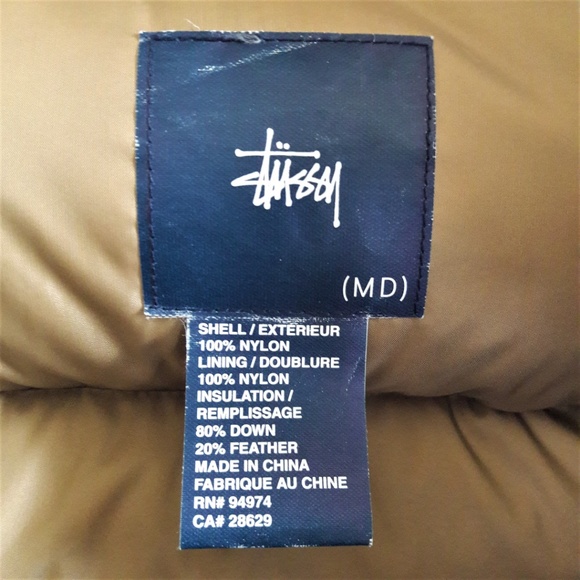 Stüssy
(MD)
SHELL / EXTÉRIEUR
100% NYLON
LINING / DOUBLURE
100% NYLON
INSULATION /
REMPLISSAGE
80% DOWN
20% FEATHER
MADE IN CHINA
FABRIQUE AU CHINE
RN# 94974
CA# 28629